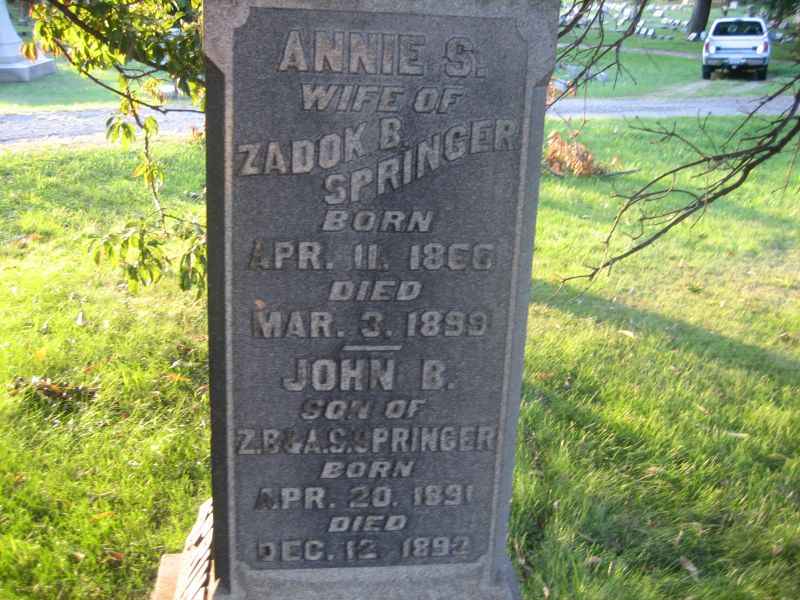 ANNIE S.
WIFE OF
ZADOK B.
SPRINGER
BORN
APR. 11. 1866
DIED
MAR. 3. 1899
JOHN B.
SON OF
Z.B.&A.S.SPRINGER
BORN
APR. 20. 1891
DIED
DEC. 12.